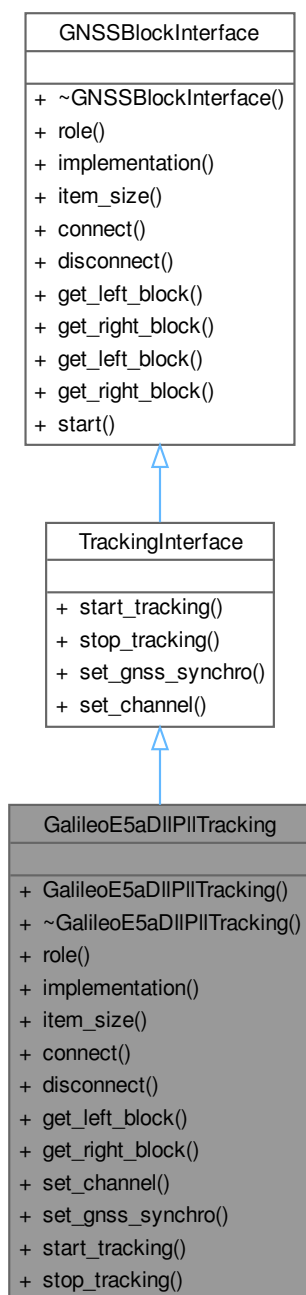 GNSSBlockInterface
+ ~GNSSBlockInterface()
+ role()
+ implementation()
+ item_size()
+ connect()
+ disconnect()
+ get_left_block()
+ get_right_block()
+ get_left_block()
+ get_right_block()
+ start()
TrackingInterface
+ start_tracking()
+ stop_tracking()
+ set_gnss_synchro()
+ set_channel()
GalileoE5aDllPllTracking
+ GalileoE5aDllPllTracking()
+ ~GalileoE5aDllPllTracking()
+ role()
+ implementation()
+ item_size()
+ connect()
+ disconnect()
+ get_left_block()
+ get_right_block()
+ set_channel()
+ set_gnss_synchro()
+ start_tracking()
+ stop_tracking()